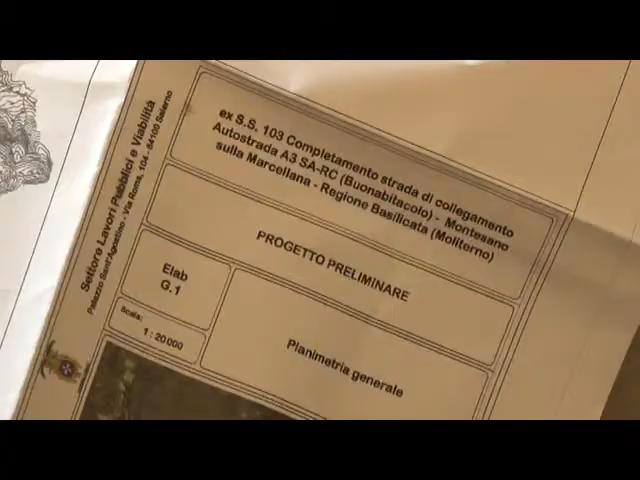 Settore Lavori Pubblici e Viabilità
Palazzo Sant'Agostino - Via Roma, 104 - 84100 Salerno
ex S.S. 103 Completamento strada di collegamento
Autostrada A3 SA-RC (Buonabitacolo) - Montesano
sulla Marcellana - Regione Basilicata (Moliterno)
PROGETTO PRELIMINARE
Elab
G.1
Scala:
1 : 20000
Planimetria generale